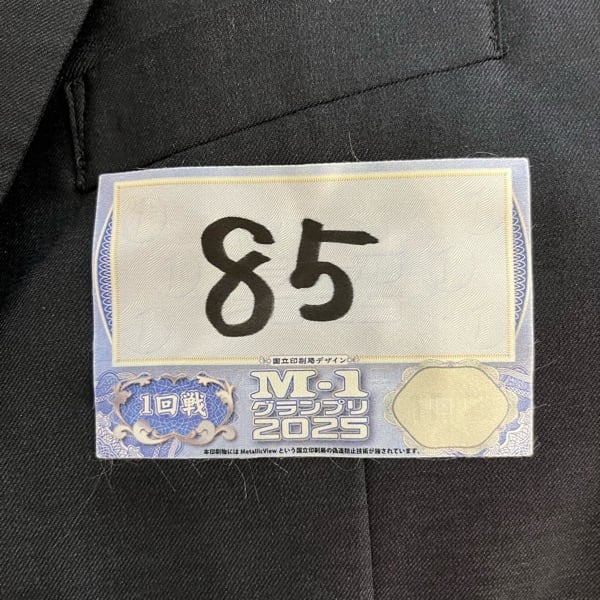 85
国立印刷局デザイン
1回戦
M-1
グランプリ
2025
本印刷物には MetallicView という国立印刷局の偽造防止技術が施されています。